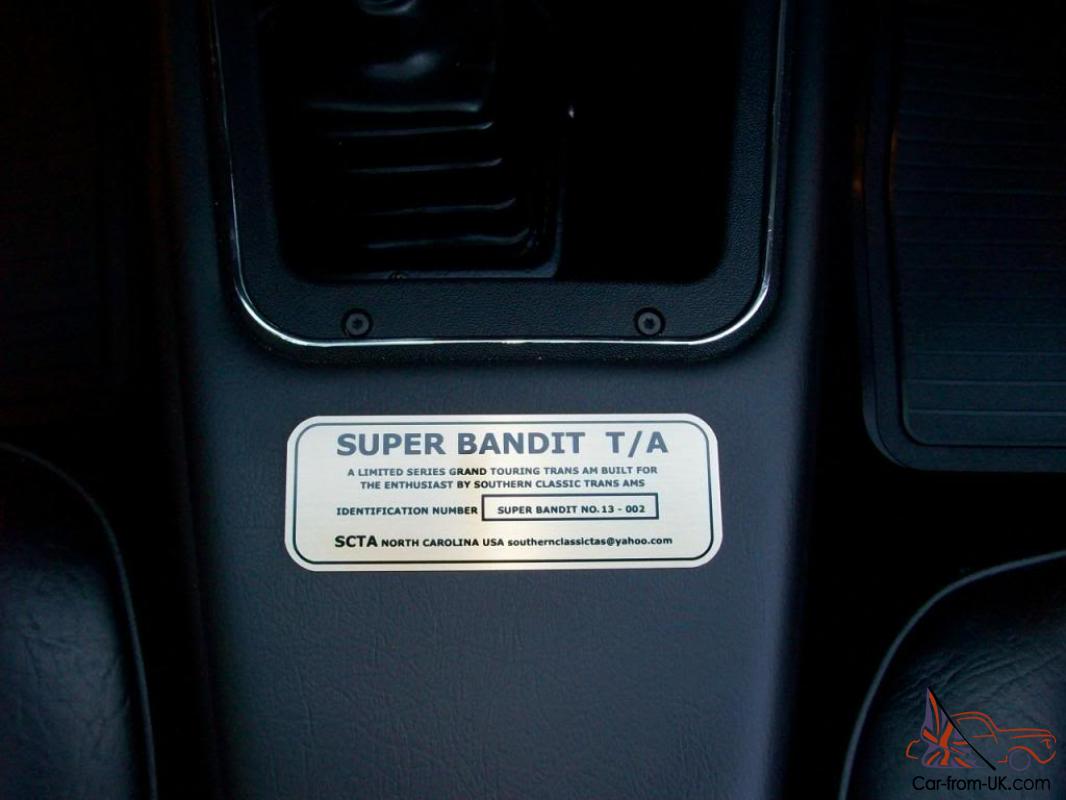 SUPER BANDIT T/A
A LIMITED SERIES GRAND TOURING TRANS AM BUILT FOR
THE ENTHUSIAST BY SOUTHERN CLASSIC TRANS AMS
IDENTIFICATION NUMBER SUPER BANDIT NO.13 - 002
SCTA NORTH CAROLINA USA southernclassictas@yahoo.com
Car-from-UK.com